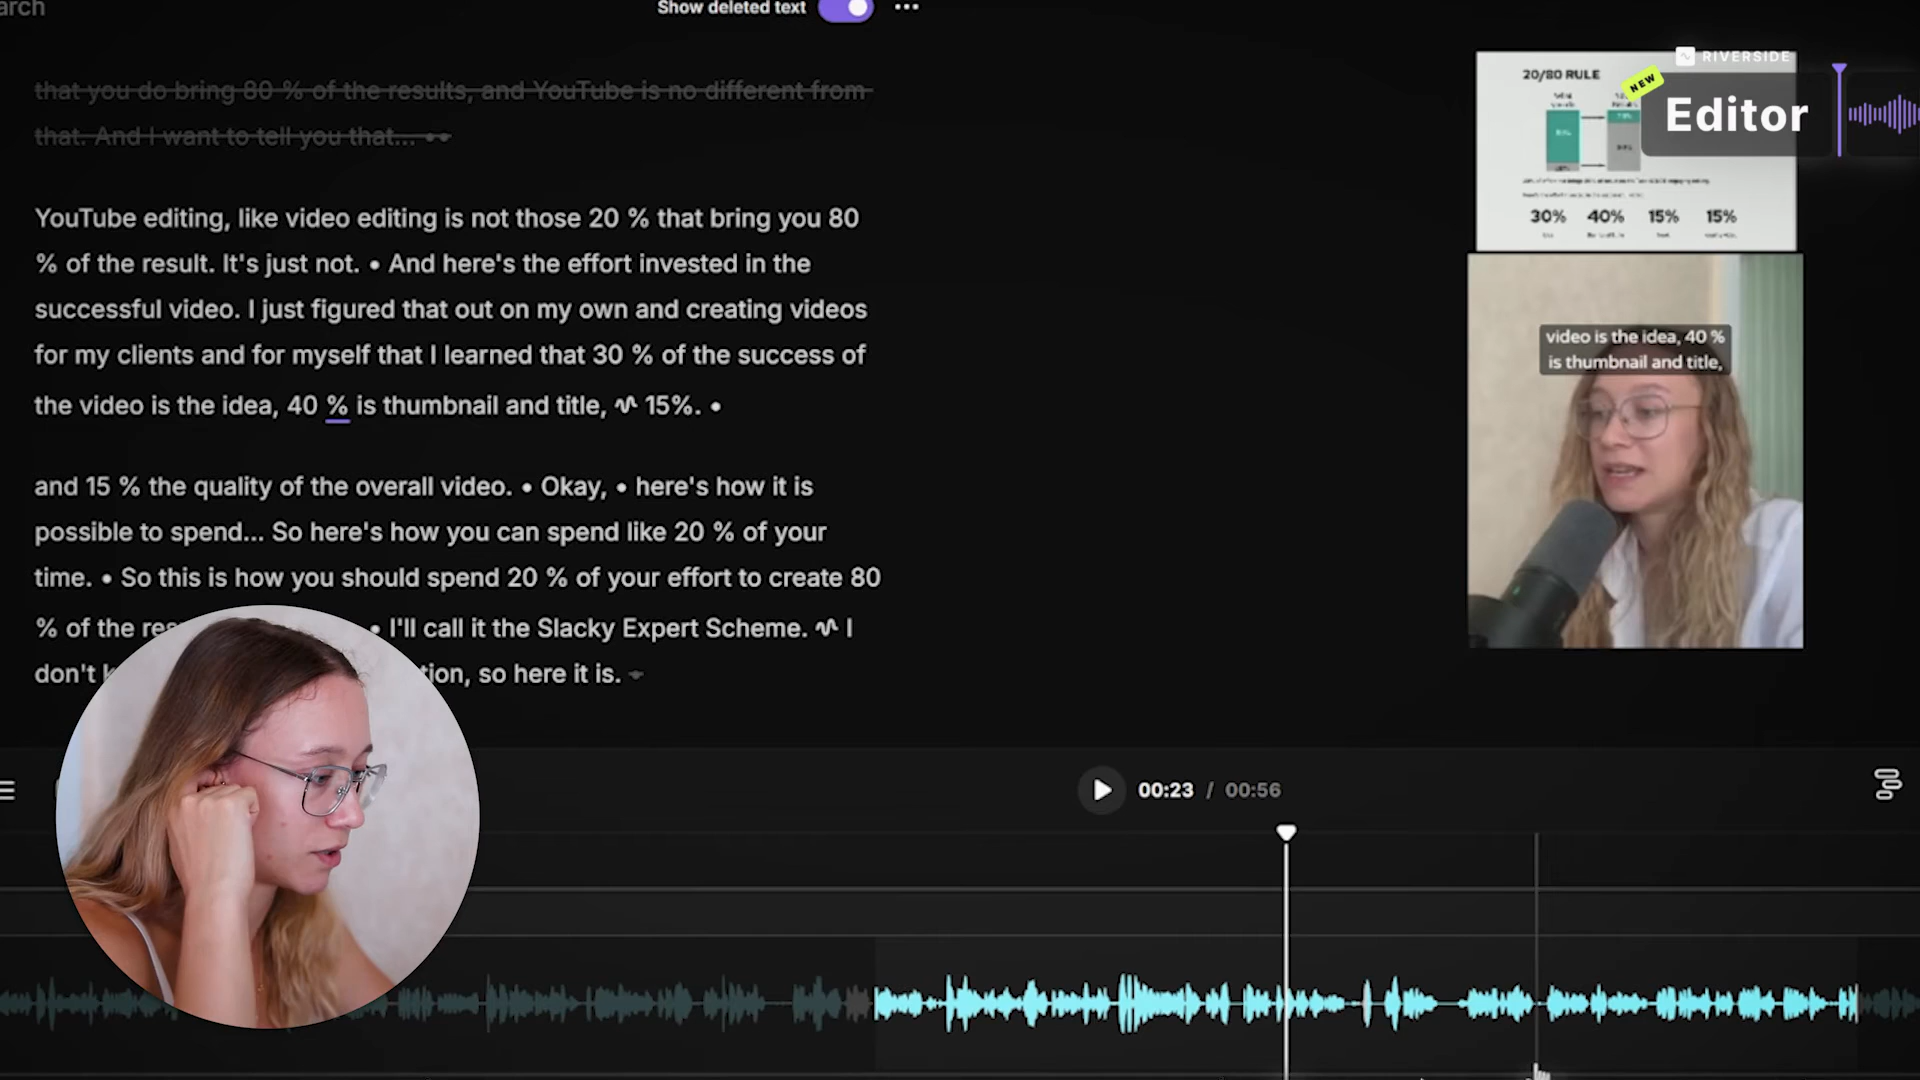 arch
Show deleted text
that you do bring 80 % of the results, and YouTube is no different from
that. And I want to tell you that...
YouTube editing, like video editing is not those 20 % that bring you 80
% of the result. It's just not. • And here's the effort invested in the
successful video. I just figured that out on my own and creating videos
for my clients and for myself that I learned that 30 % of the success of
the video is the idea, 40 % is thumbnail and title, 15%. •
and 15 % the quality of the overall video. • Okay, • here's how it is
possible to spend... So here's how you can spend like 20 % of your
time. • So this is how you should spend 20 % of your effort to create 80
% of the • I'll call it the Slacky Expert Scheme. I
don't so here it is.
RIVERSIDE
NEW
Editor
20/80 RULE
30% 40% 15% 15%
video is the idea, 40 %
is thumbnail and title,
00:23 / 00:56